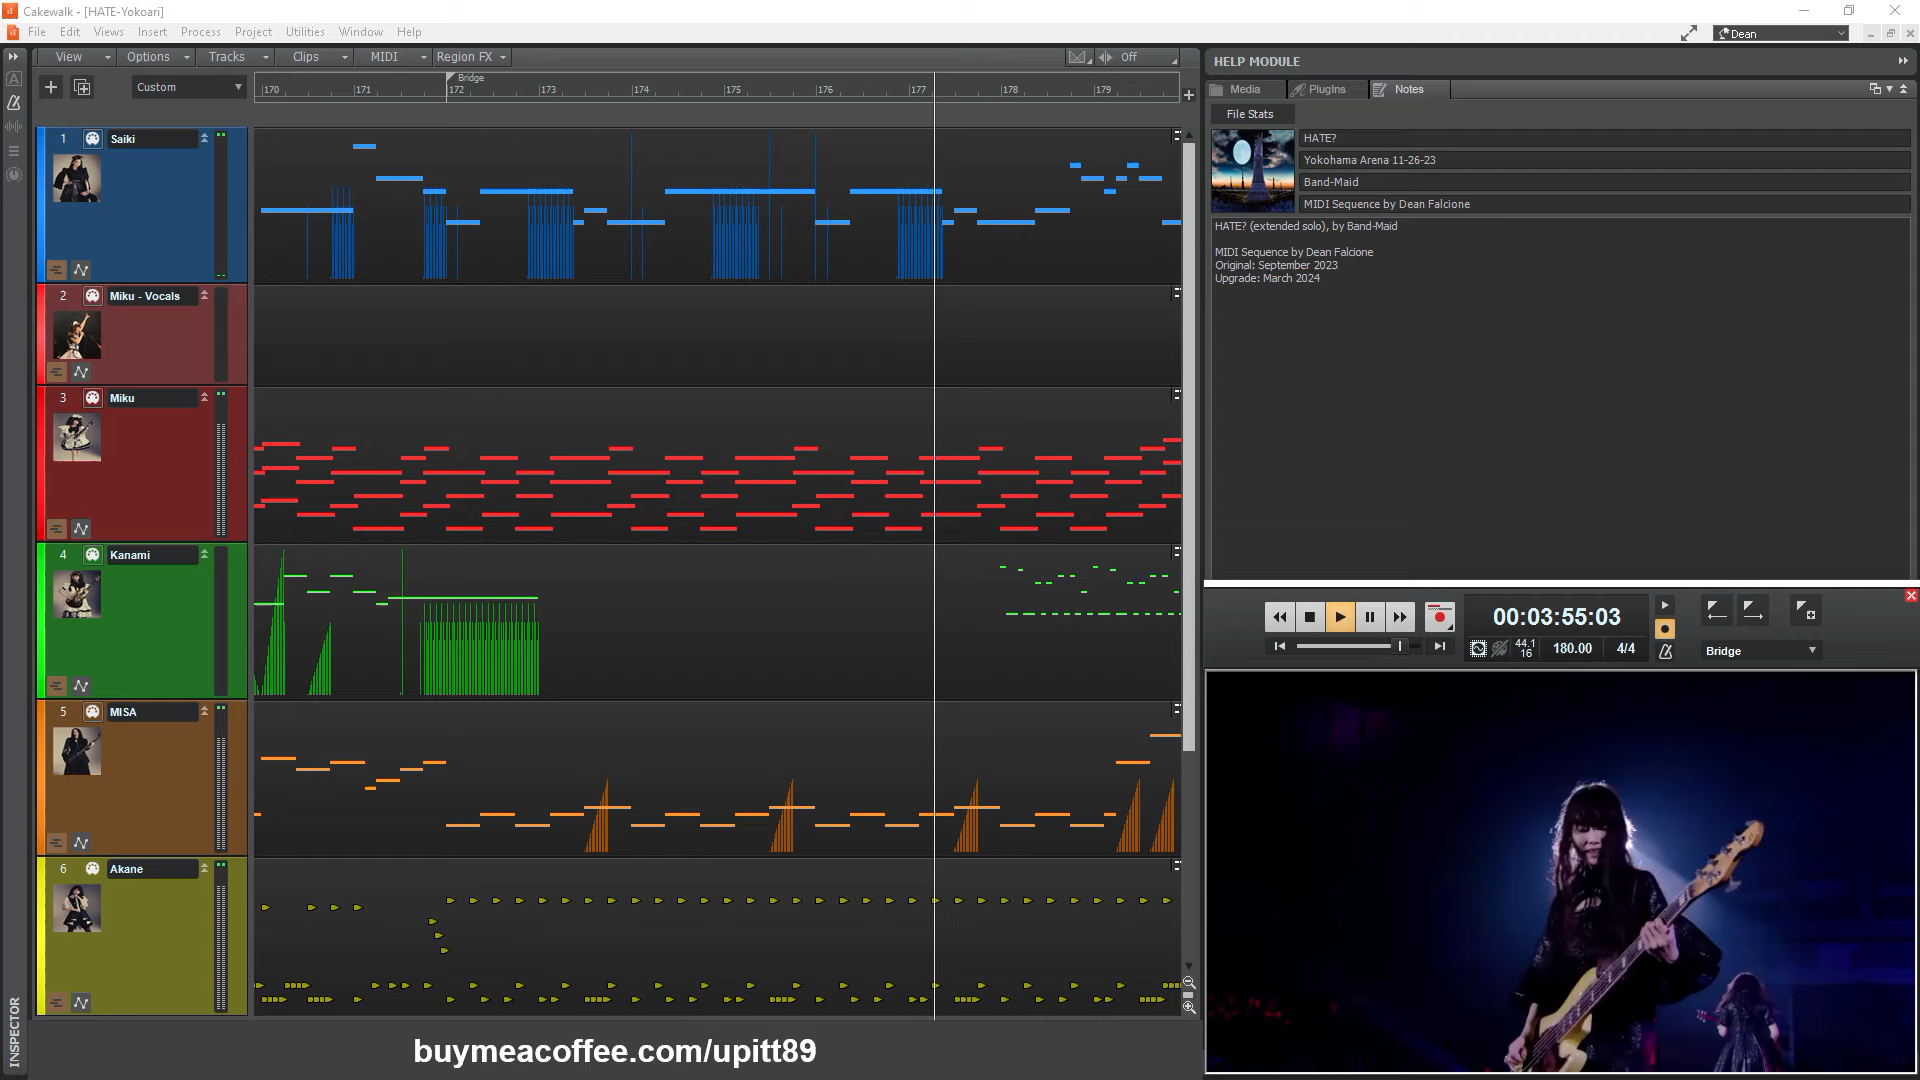 Cakewalk - [HATE-Yokoari]
File Edit Views Insert Process Project Utilities Window Help
Dean
View Options Tracks Clips MIDI Region FX Off
HELP MODULE
Custom
Bridge
170 171 172 173 174 175 176 177 178 179
Media PlugIns Notes
File Stats
HATE?
Yokohama Arena 11-26-23
Band-Maid
MIDI Sequence by Dean Falcione
HATE? (extended solo), by Band-Maid
MIDI Sequence by Dean Falcione
Original: September 2023
Upgrade: March 2024
1 Saiki
2 Miku - Vocals
3 Miku
4 Kanami
5 MISA
6 Akane
00:03:55:03
44.1
16
180.00 4/4
Bridge
INSPECTOR
buymeacoffee.com/upitt89